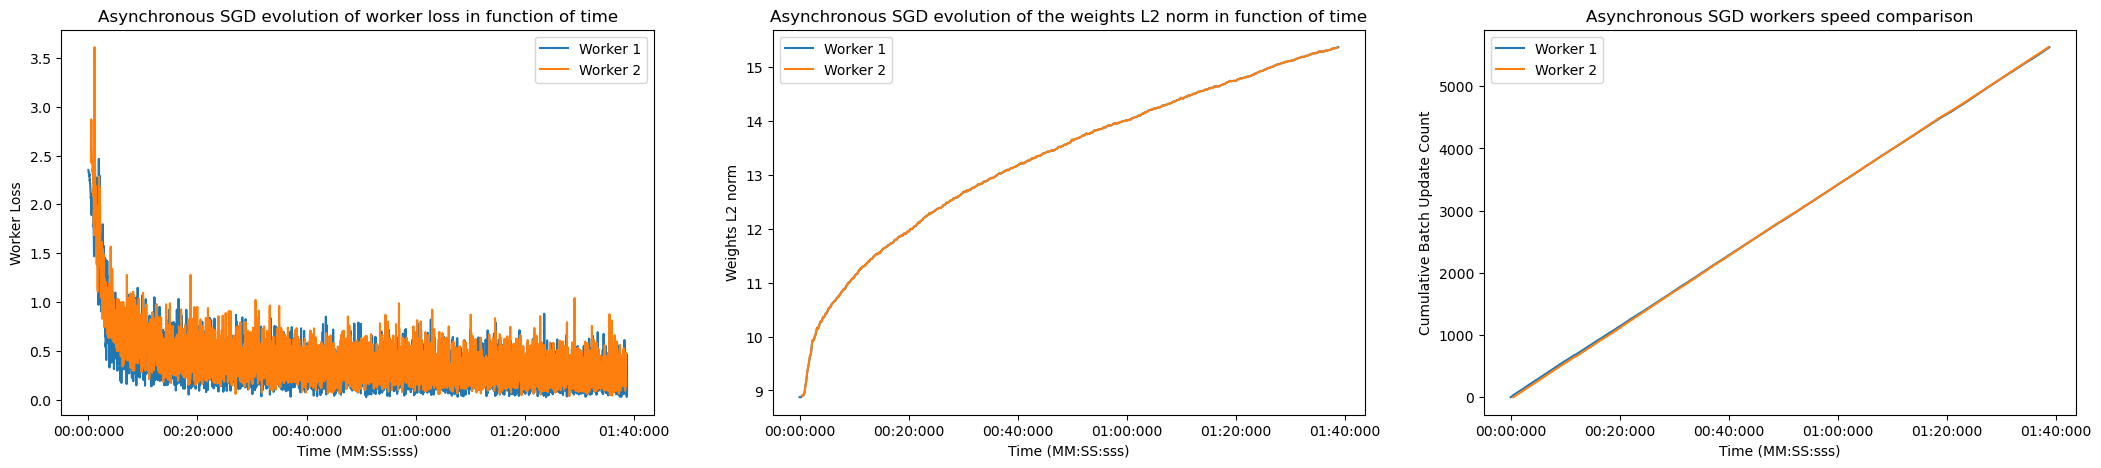 Asynchronous SGD evolution of worker loss in function of time
Worker 1
Worker 2
3.5
3.0
2.5
2.0
1.5
1.0
0.5
0.0
Worker Loss
00:00:000 00:20:000 00:40:000 01:00:000 01:20:000 01:40:000
Time (MM:SS:sss)
Asynchronous SGD evolution of the weights L2 norm in function of time
Worker 1
Worker 2
15
14
13
12
11
10
9
Weights L2 norm
00:00:000 00:20:000 00:40:000 01:00:000 01:20:000 01:40:000
Time (MM:SS:sss)
Asynchronous SGD workers speed comparison
Worker 1
Worker 2
5000
4000
3000
2000
1000
0
Cumulative Batch Update Count
00:00:000 00:20:000 00:40:000 01:00:000 01:20:000 01:40:000
Time (MM:SS:sss)